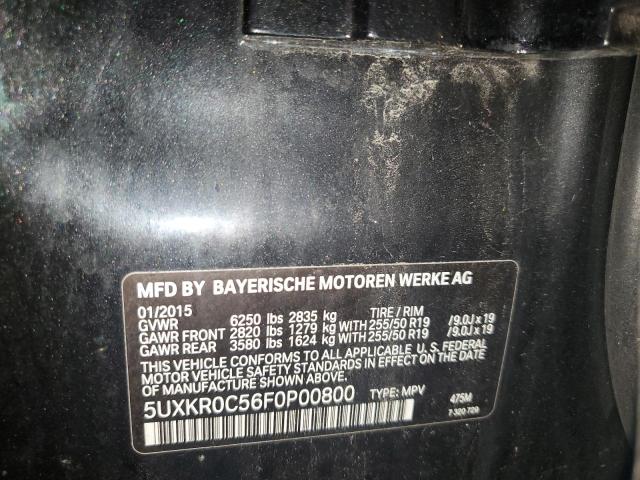 MFD BY BAYERISCHE MOTOREN WERKE AG
01/2015 TIRE / RIM
GVWR 6250 lbs 2835 kg
GAWR FRONT 2820 lbs 1279 kg WITH 255/50 R19 /9.0J x 19
GAWR REAR 3580 lbs 1624 kg WITH 255/50 R19 /9.0J x 19
THIS VEHICLE CONFORMS TO ALL APPLICABLE U.S. FEDERAL
MOTOR VEHICLE SAFETY STANDARDS IN EFFECT ON THE DATE
OF MANUFACTURE SHOWN ABOVE.
5UXKR0C56F0P00800 TYPE: MPV 475M
7 320 729